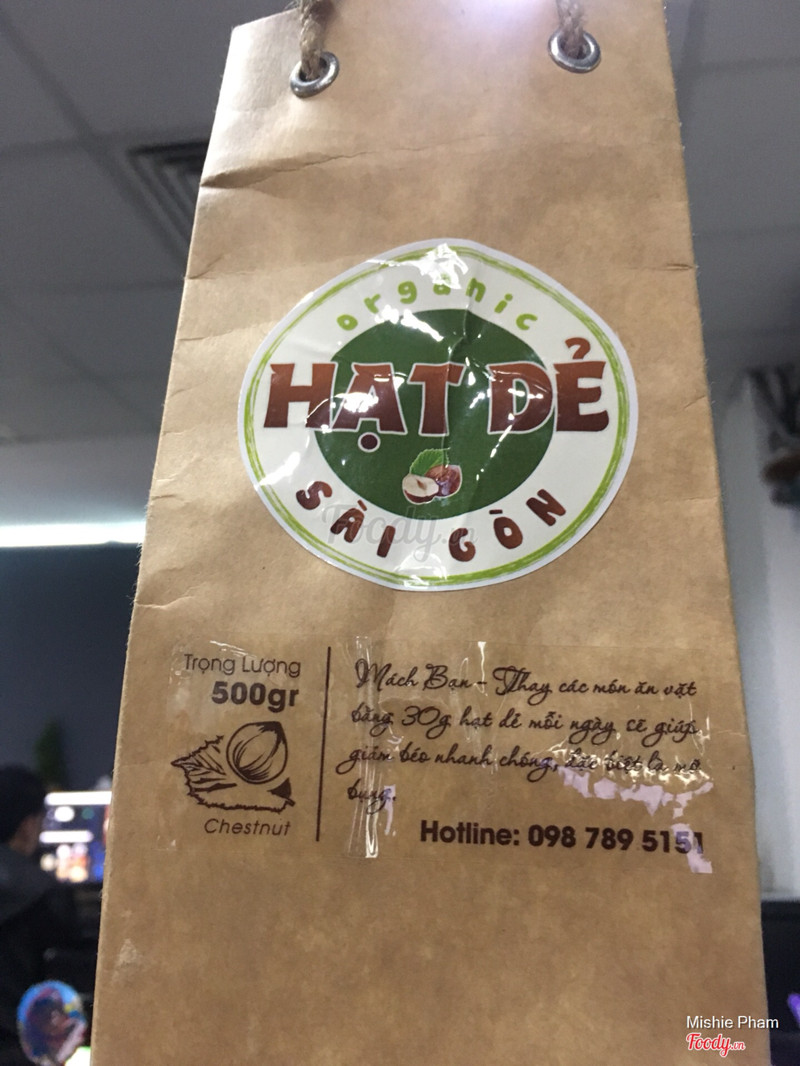 organic
HẠT DẺ
SÀI GÒN
Foody.vn
Trọng Lượng
500gr
Chestnut
Mách Bạn - Thay các món ăn vặt
bằng 30g hạt dẻ mỗi ngày sẽ giúp
giảm béo nhanh chóng, đặc biệt là mỡ
bụng.
Hotline: 098 789 5151
Mishie Pham
Foody.vn